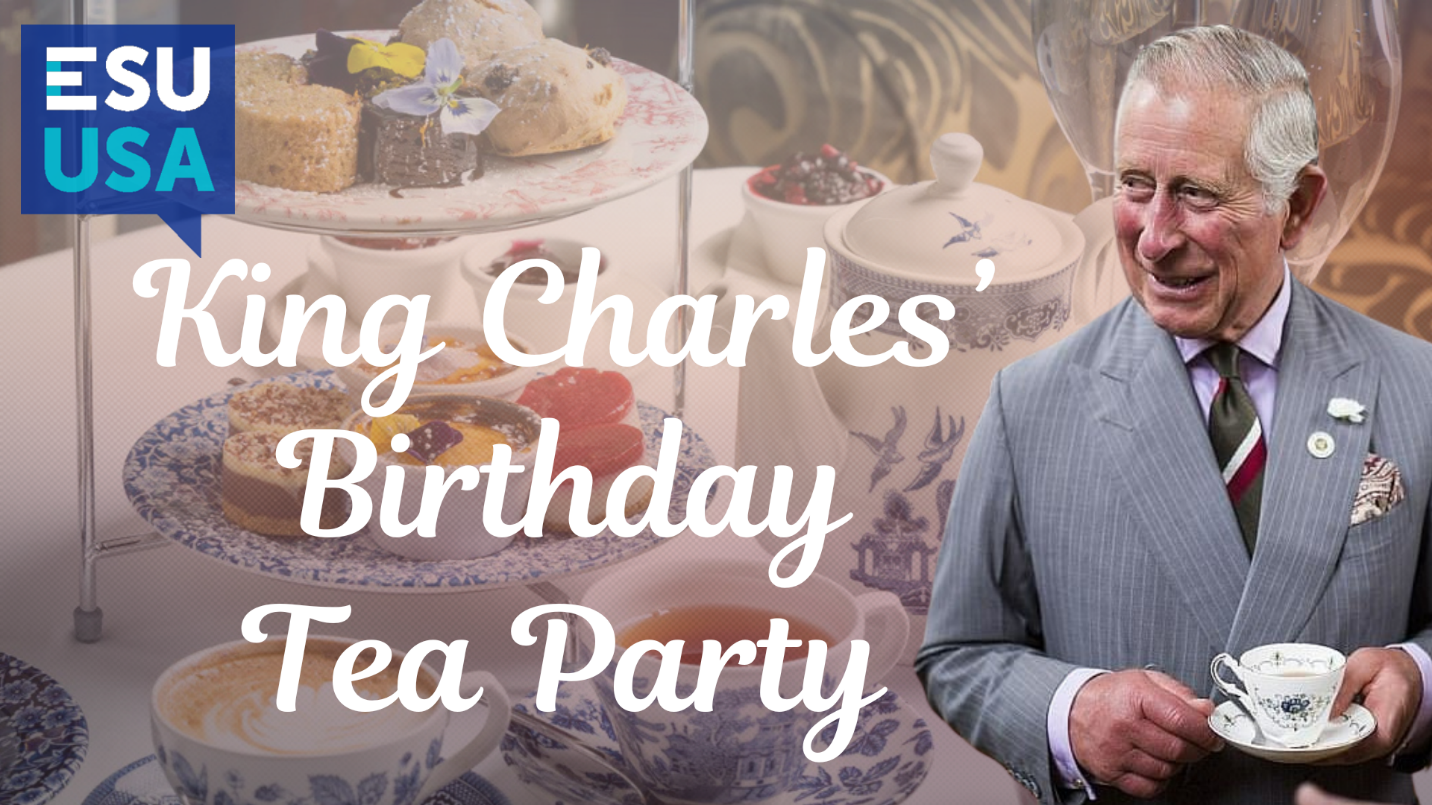 ESU
USA
King Charles’
Birthday
Tea Party